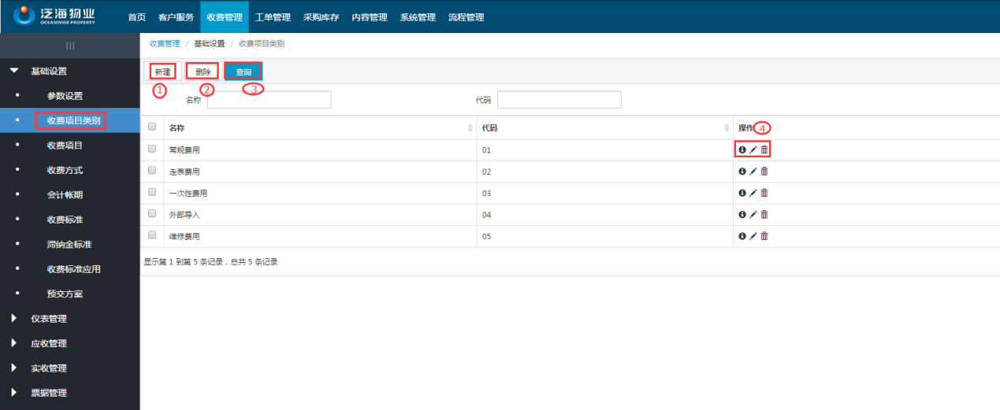 泛海物业
OCEANWIDE PROPERTY
首页 客户服务 收费管理 工单管理 采购库存 内容管理 系统管理 流程管理
收费管理 / 基础设置 / 收费项目类别
基础设置
参数设置
收费项目类别
收费项目
收费方式
会计帐期
收费标准
滞纳金标准
收费标准应用
预交方案
仪表管理
应收管理
实收管理
票据管理
新建 删除 查询
① ② ③
名称 代码
名称 代码 操作 ④
常规费用 01
走表费用 02
一次性费用 03
外部导入 04
维修费用 05
显示第 1 到第 5 条记录，总共 5 条记录